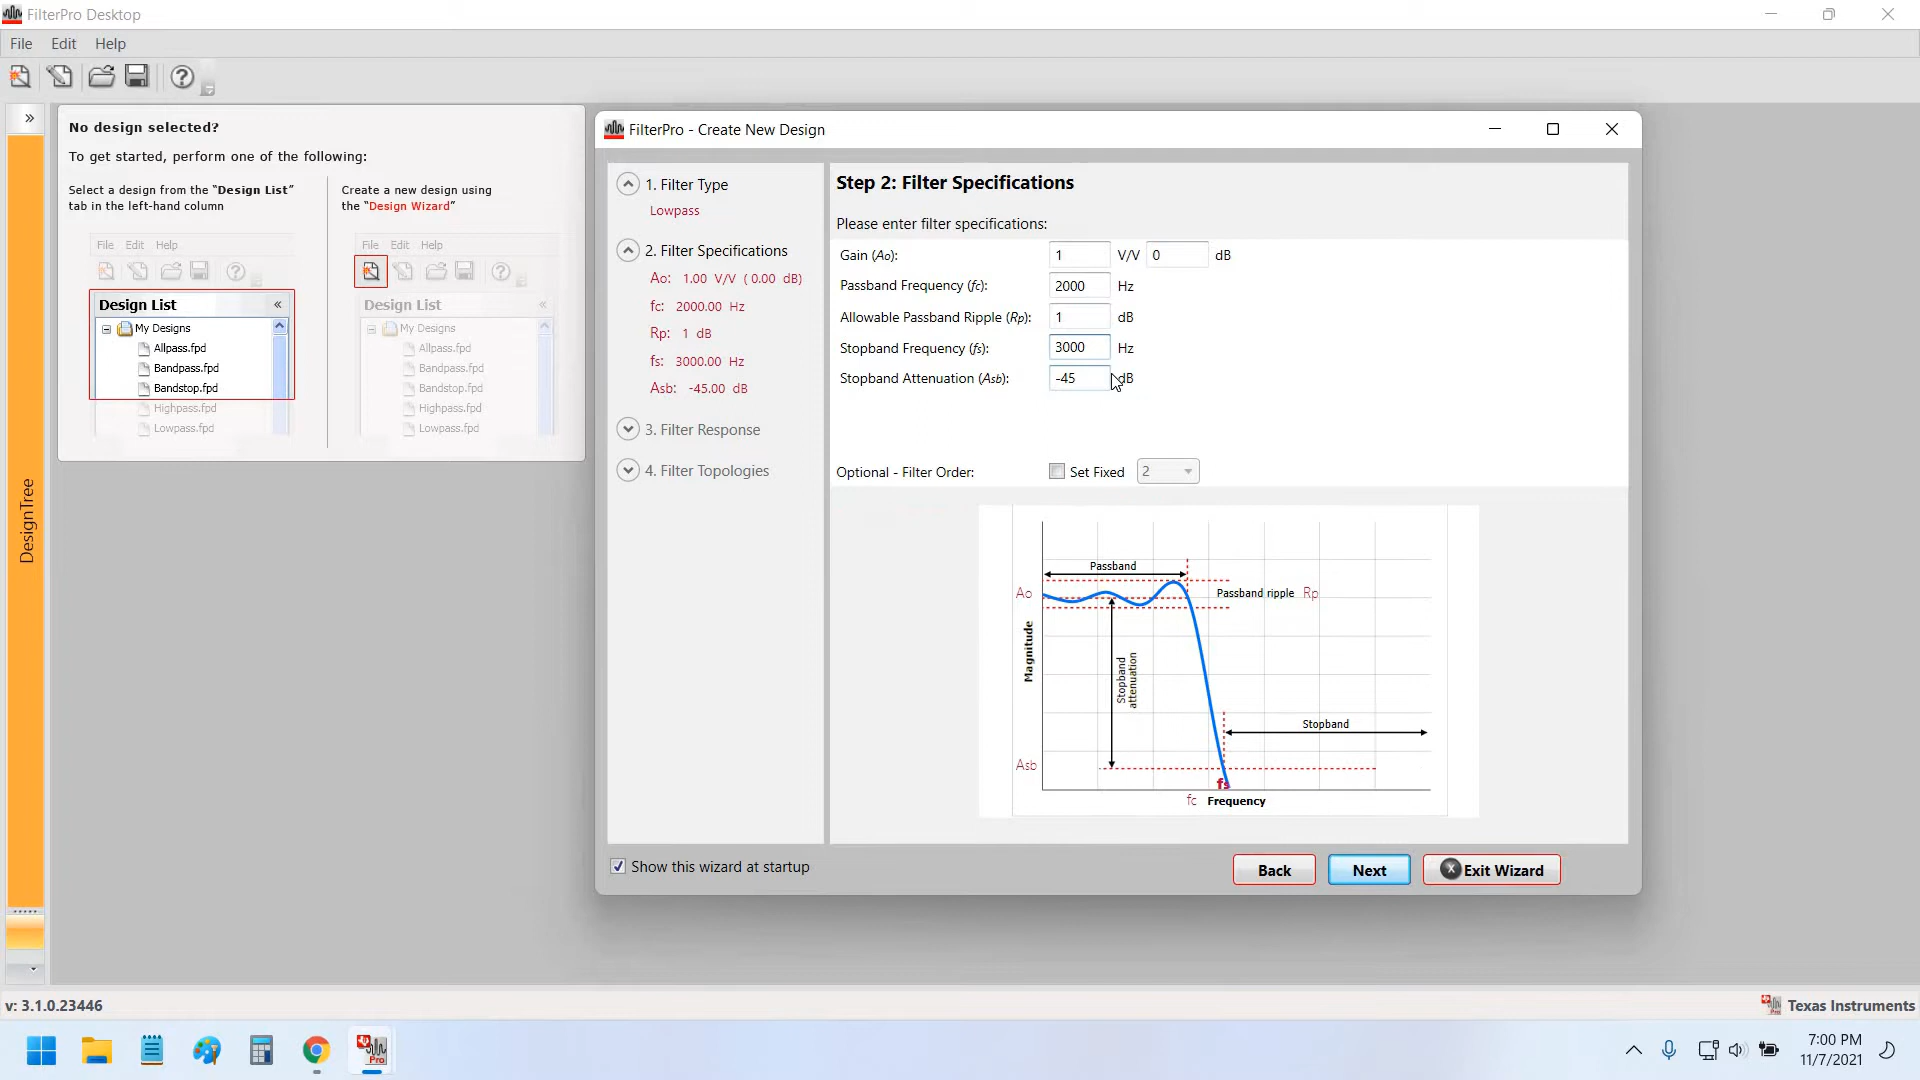 FilterPro Desktop
File Edit Help
No design selected?
To get started, perform one of the following:
Select a design from the "Design List"
tab in the left-hand column
Create a new design using
the "Design Wizard"
File Edit Help
Design List «
My Designs
Allpass.fpd
Bandpass.fpd
Bandstop.fpd
Highpass.fpd
Lowpass.fpd
File Edit Help
Design List «
My Designs
Allpass.fpd
Bandpass.fpd
Bandstop.fpd
Highpass.fpd
Lowpass.fpd
DesignTree
FilterPro - Create New Design
1. Filter Type
Lowpass
2. Filter Specifications
Ao: 1.00 V/V ( 0.00 dB)
fc: 2000.00 Hz
Rp: 1 dB
fs: 3000.00 Hz
Asb: -45.00 dB
3. Filter Response
4. Filter Topologies
Step 2: Filter Specifications
Please enter filter specifications:
Gain (Ao): 1 V/V 0 dB
Passband Frequency (fc): 2000 Hz
Allowable Passband Ripple (Rp): 1 dB
Stopband Frequency (fs): 3000 Hz
Stopband Attenuation (Asb): -45 dB
Optional - Filter Order: Set Fixed 2
Passband
Ao
Passband ripple Rp
Magnitude
Stopband
attenuation
Stopband
Asb
fs
fc Frequency
Show this wizard at startup
Back Next Exit Wizard
v: 3.1.0.23446
Texas Instruments
Pro
7:00 PM
11/7/2021